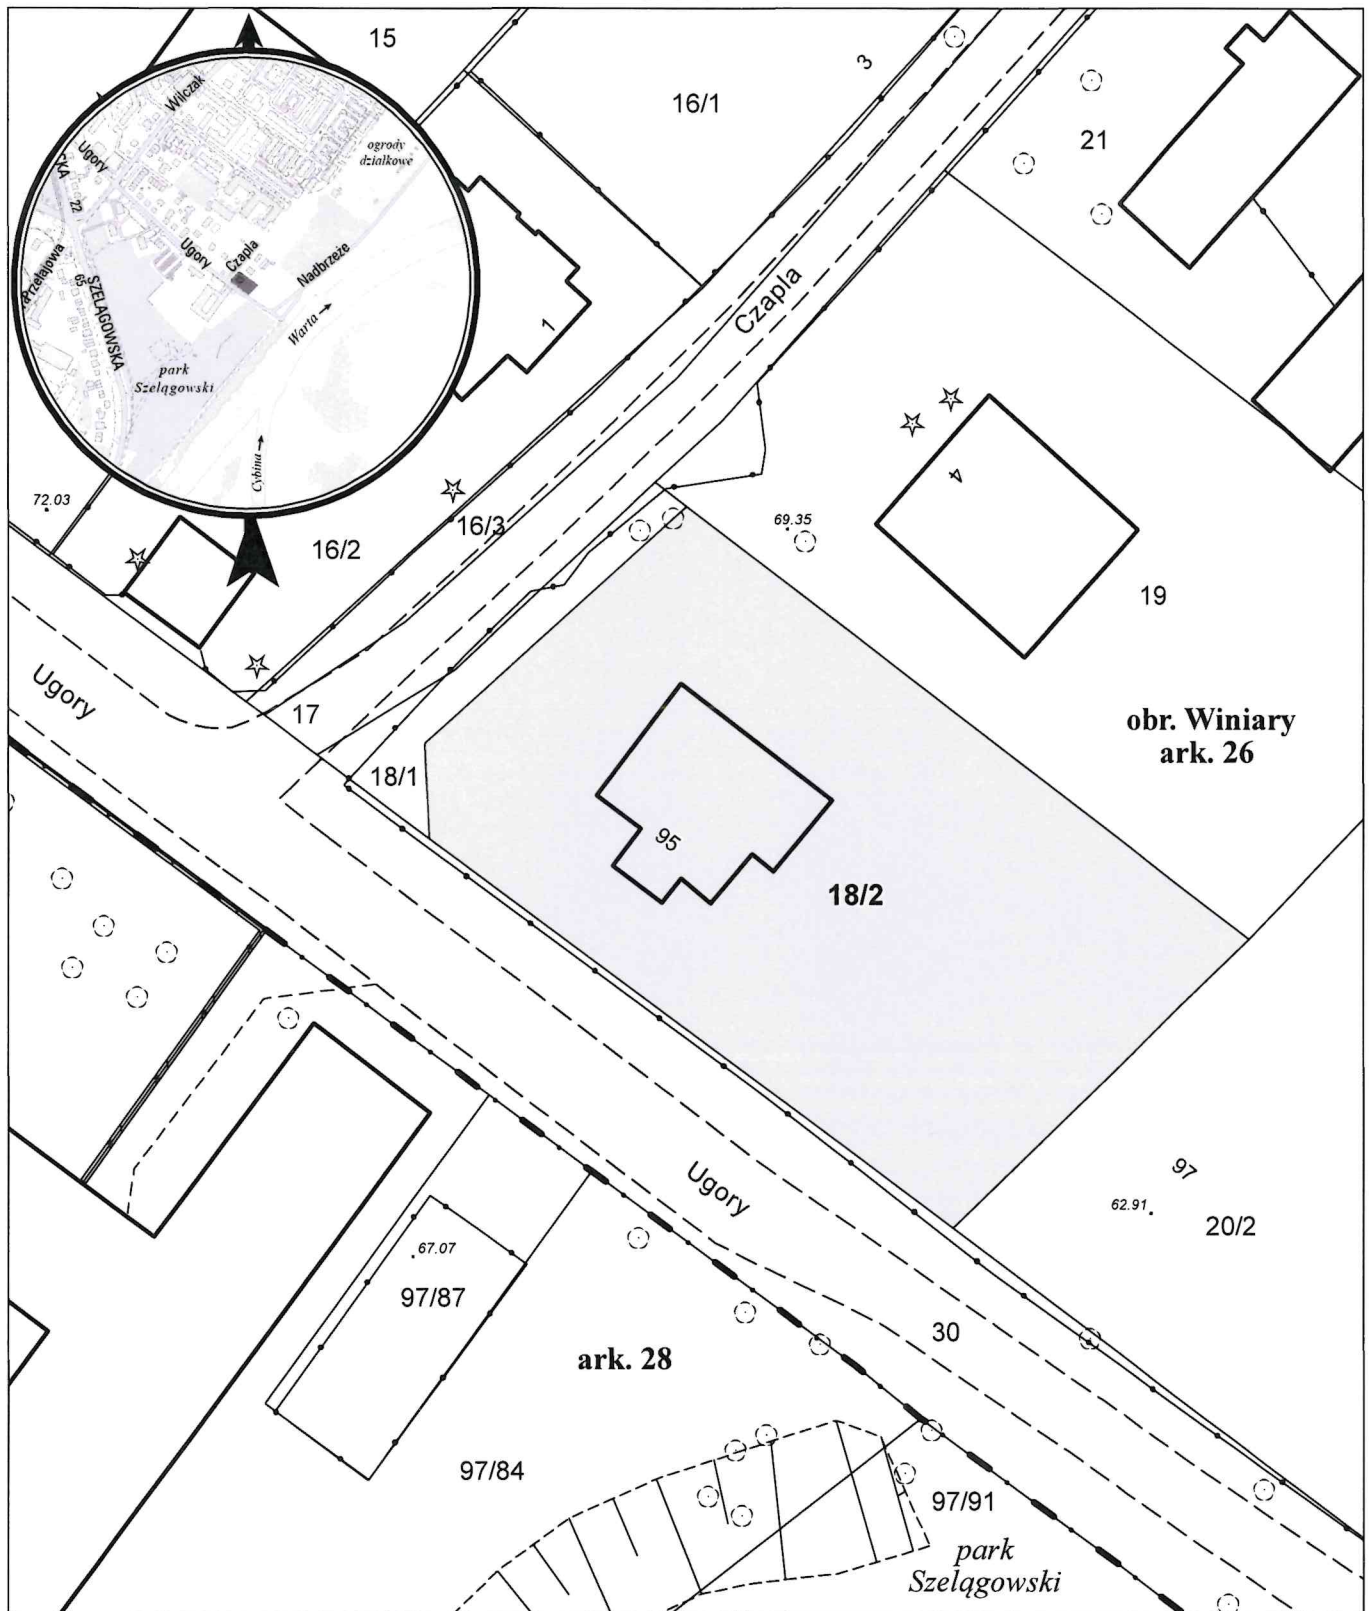 15
16/1
3
21
Wilczak
ogrody
działkowe
Ugory
22
Ugory
Czapla
Nadbrzeże
Przełajowa
65
SZELĄGOWSKA
Warta
park
Szelągowski
Cybina
1
Czapla
4
72.03
16/2
16/3
69.35
19
Ugory
17
obr. Winiary
ark. 26
18/1
95
18/2
Ugory
97
62.91
20/2
67.07
97/87
30
ark. 28
97/84
97/91
park
Szelągowski